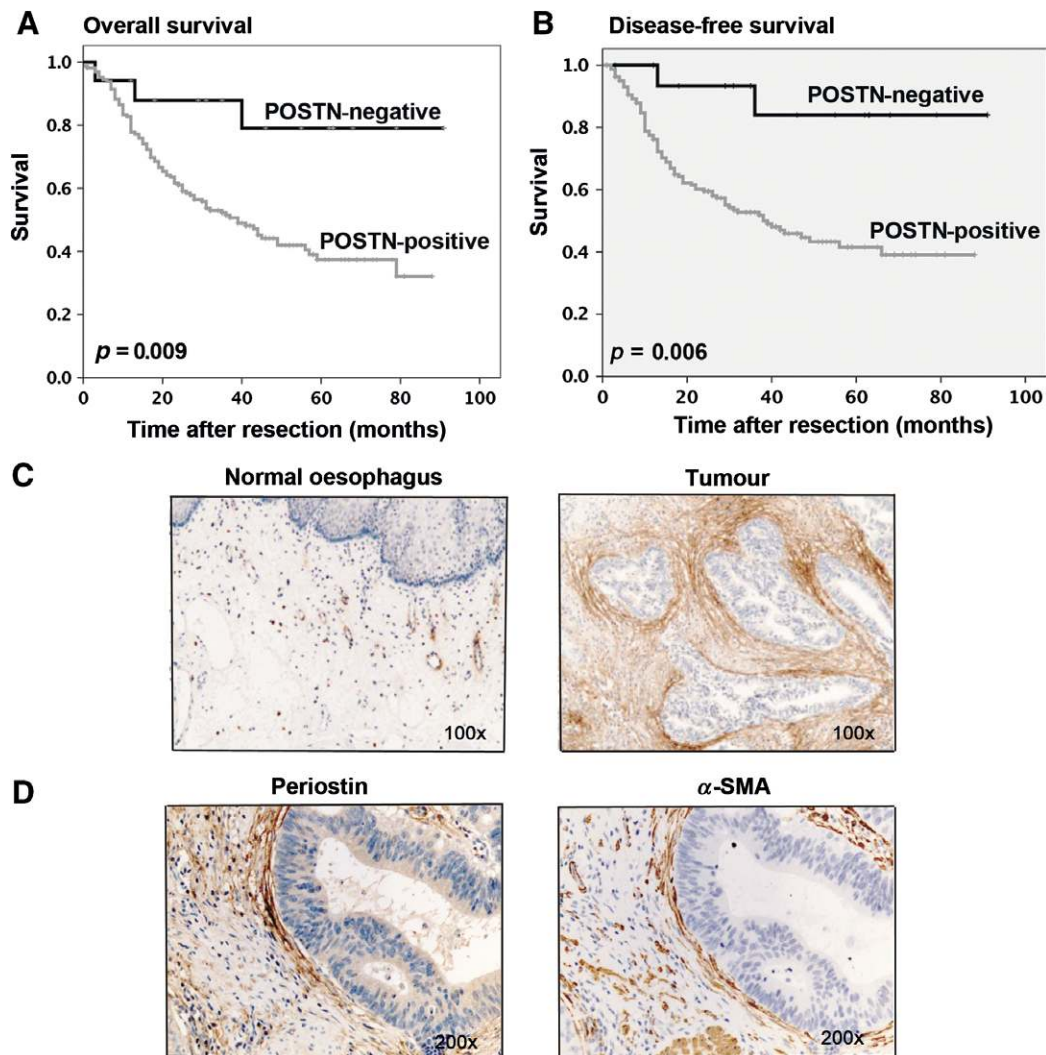 A Overall survival
1.0
0.8
0.6
0.4
0.2
0.0
Survival
POSTN-negative
POSTN-positive
p = 0.009
0 20 40 60 80 100
Time after resection (months)
B Disease-free survival
1.0
0.8
0.6
0.4
0.2
0.0
Survival
POSTN-negative
POSTN-positive
p = 0.006
0 20 40 60 80 100
Time after resection (months)
C
Normal oesophagus
100x
Tumour
100x
D
Periostin
200x
α-SMA
200x